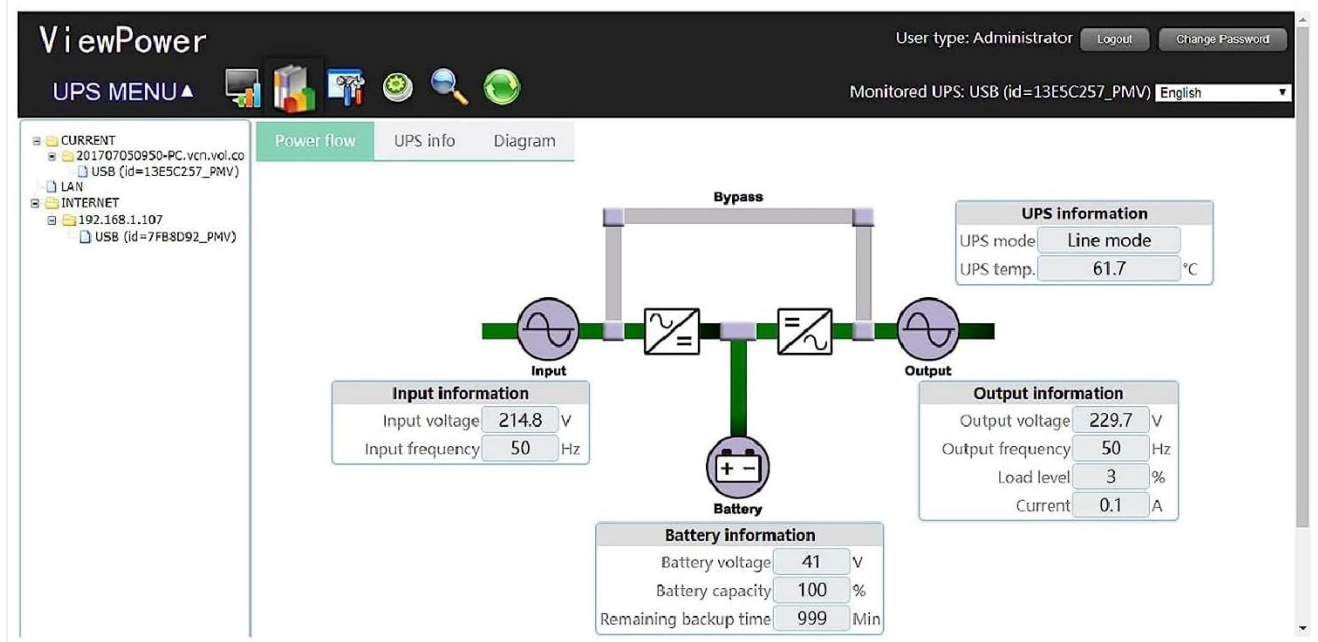 ViewPower
User type: Administrator Logout Change Password
UPS MENU▲
Monitored UPS: USB (id=13E5C257_PMV) English
CURRENT
201707050950-PC.vcn.vol.co
USB (id=13E5C257_PMV)
LAN
INTERNET
192.168.1.107
USB (id=7FB8D92_PMV)
Power flow UPS info Diagram
Bypass
UPS information
UPS mode Line mode
UPS temp. 61.7 °C
Input
Output
Input information
Input voltage 214.8 V
Input frequency 50 Hz
Output information
Output voltage 229.7 V
Output frequency 50 Hz
Load level 3 %
Current 0.1 A
+ −
Battery
Battery information
Battery voltage 41 V
Battery capacity 100 %
Remaining backup time 999 Min